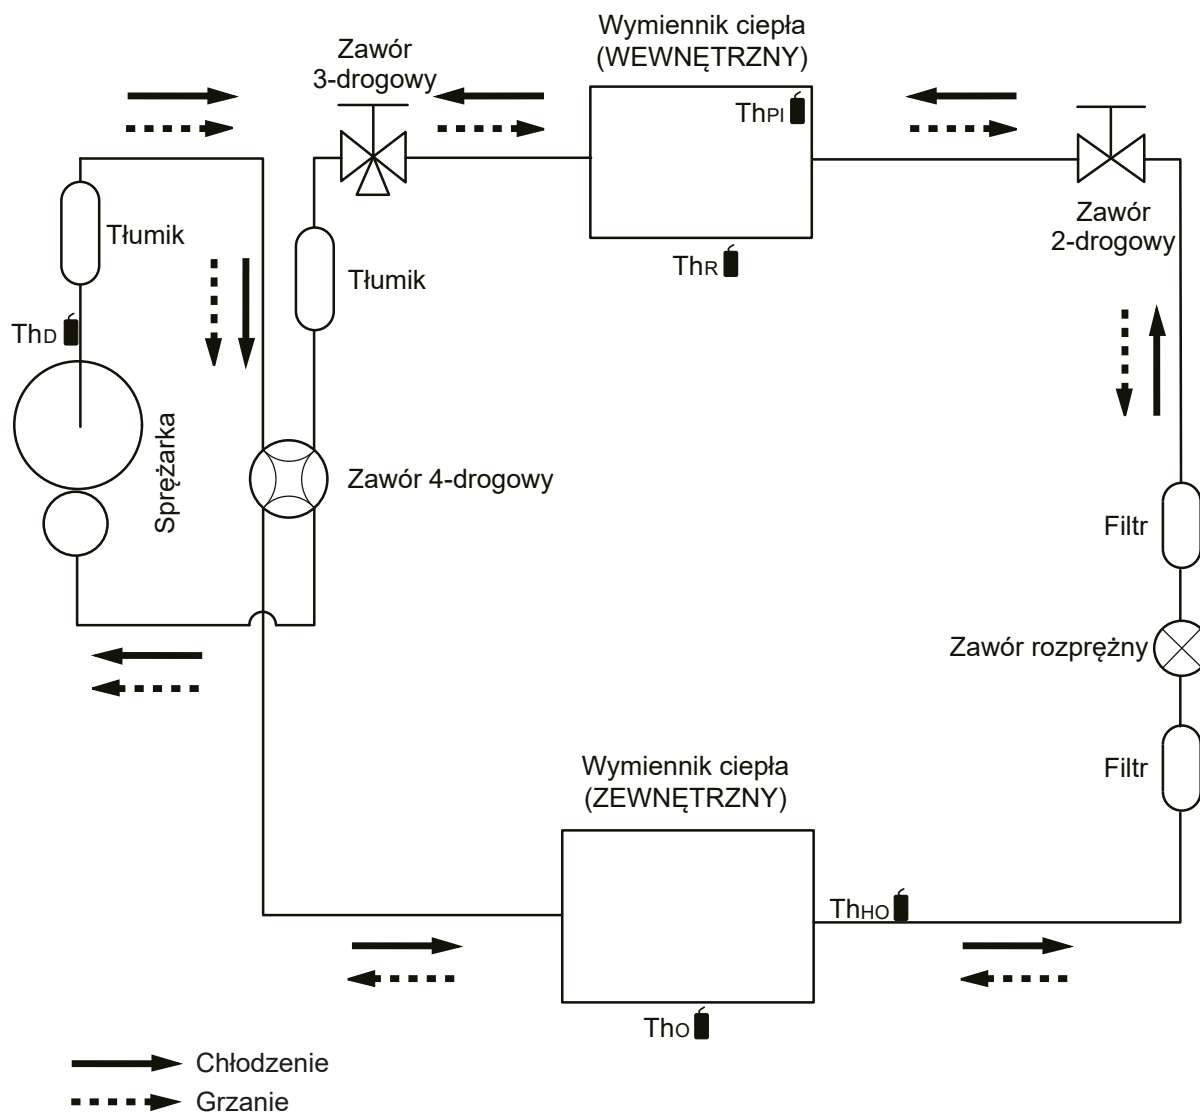 Wymiennik ciepła
(WEWNĘTRZNY)
Zawór
3-drogowy
ThPI
Zawór
2-drogowy
Tłumik
ThR
Tłumik
ThD
Sprężarka
Zawór 4-drogowy
Filtr
Zawór rozprężny
Filtr
Wymiennik ciepła
(ZEWNĘTRZNY)
ThHO
ThO
Chłodzenie
Grzanie